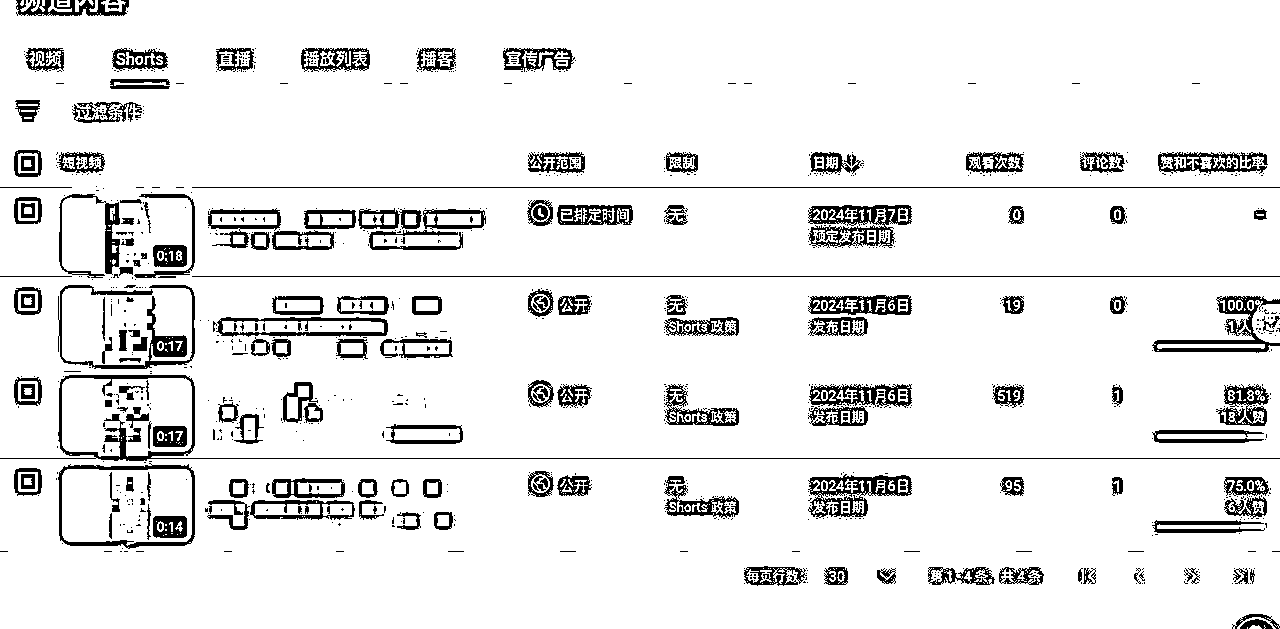 频道内容
视频 Shorts 直播 播放列表 播客 宣传广告
过滤条件
短视频 公开范围 限制 日期 观看次数 评论数 赞和不喜欢的比率
0:18 已排定时间 无 2024年11月7日 0 0 –
预定发布日期
0:17 公开 无 2024年11月6日 19 0 100.0%
Shorts 政策 发布日期 1人
0:17 公开 无 2024年11月6日 519 1 81.8%
Shorts 政策 发布日期 18人赞
0:14 公开 无 2024年11月6日 95 1 75.0%
Shorts 政策 发布日期 6人赞
每页行数: 30 第1-4条, 共4条